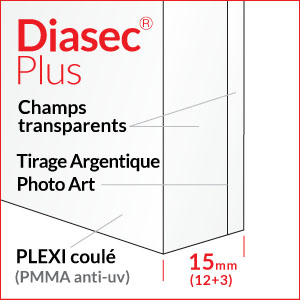 Diasec®
Plus
Champs
transparents
Tirage Argentique
Photo Art
PLEXI coulé
(PMMA anti-uv)
15mm
(12+3)